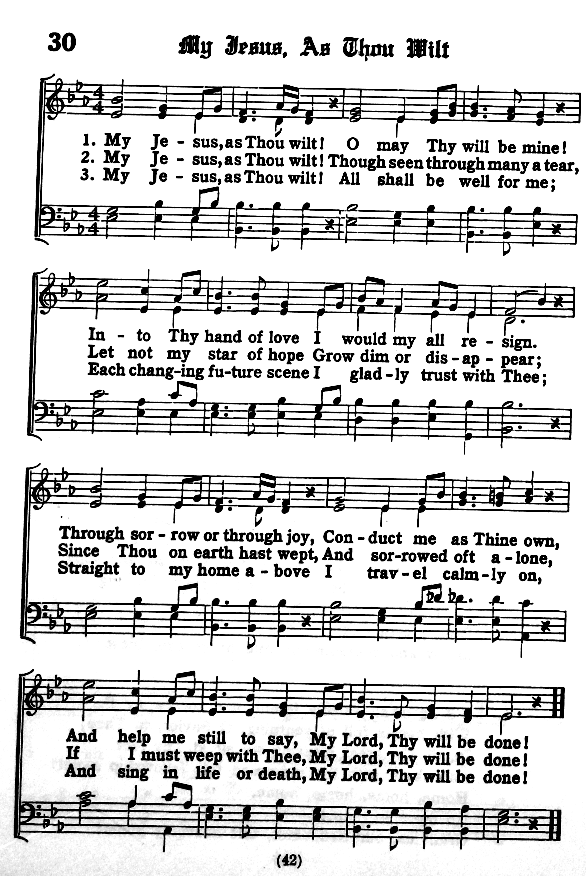 30 My Jesus, As Thou Wilt
1. My Je - sus, as Thou wilt! O may Thy will be mine!
2. My Je - sus, as Thou wilt! Though seen through many a tear,
3. My Je - sus, as Thou wilt! All shall be well for me;
In - to Thy hand of love I would my all re - sign.
Let not my star of hope Grow dim or dis - ap - pear;
Each chang-ing fu-ture scene I glad-ly trust with Thee;
Through sor - row or through joy, Con - duct me as Thine own,
Since Thou on earth hast wept, And sor-rowed oft a - lone,
Straight to my home a - bove I trav - el calm-ly on,
And help me still to say, My Lord, Thy will be done!
If I must weep with Thee, My Lord, Thy will be done!
And sing in life or death, My Lord, Thy will be done!
(42)